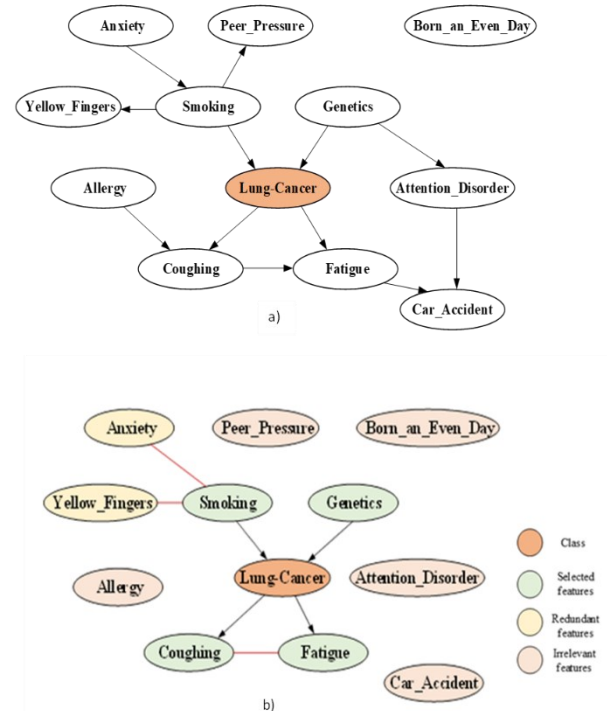 Anxiety
Peer_Pressure
Born_an_Even_Day
Yellow_Fingers
Smoking
Genetics
Allergy
Lung-Cancer
Attention_Disorder
Coughing
Fatigue
Car_Accident
a)
Anxiety
Peer_Pressure
Born_an_Even_Day
Yellow_Fingers
Smoking
Genetics
Class
Allergy
Lung-Cancer
Attention_Disorder
Selected
features
Redundant
features
Coughing
Fatigue
Irrelevant
features
Car_Accident
b)